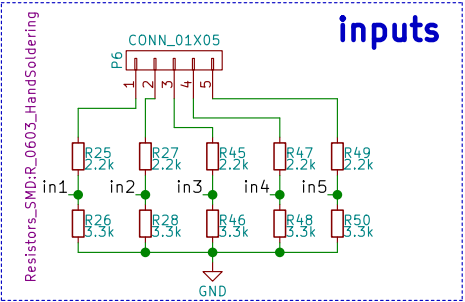 inputs
CONN_01X05
P6
1 2 3 4 5
Resistors_SMD:R_0603_HandSoldering
R25 R27 R45 R47 R49
2.2k 2.2k 2.2k 2.2k 2.2k
in1 in2 in3 in4 in5
R26 R28 R46 R48 R50
3.3k 3.3k 3.3k 3.3k 3.3k
GND